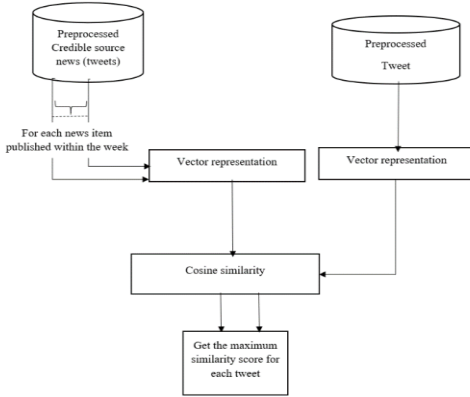 Preprocessed
Credible source
news (tweets)
Preprocessed
Tweet
For each news item
published within the week
Vector representation
Vector representation
Cosine similarity
Get the maximum
similarity score for
each tweet